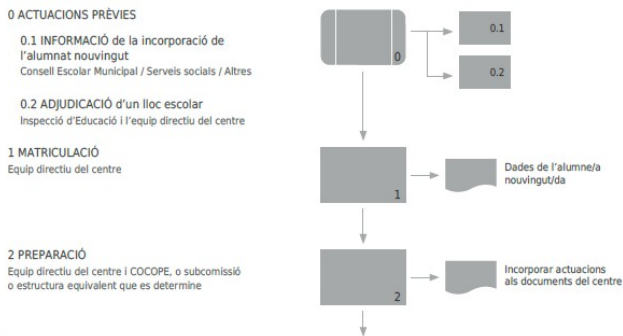 0 ACTUACIONS PRÈVIES
0.1 INFORMACIÓ de la incorporació de
l'alumnat nouvingut
Consell Escolar Municipal / Serveis socials / Altres
0.2 ADJUDICACIÓ d'un lloc escolar
Inspecció d'Educació i l'equip directiu del centre
0
0.1
0.2
1 MATRICULACIÓ
Equip directiu del centre
1
Dades de l'alumne/a
nouvingut/da
2 PREPARACIÓ
Equip directiu del centre i COCOPE, o subcomissió
o estructura equivalent que es determine
2
Incorporar actuacions
als documents del centre